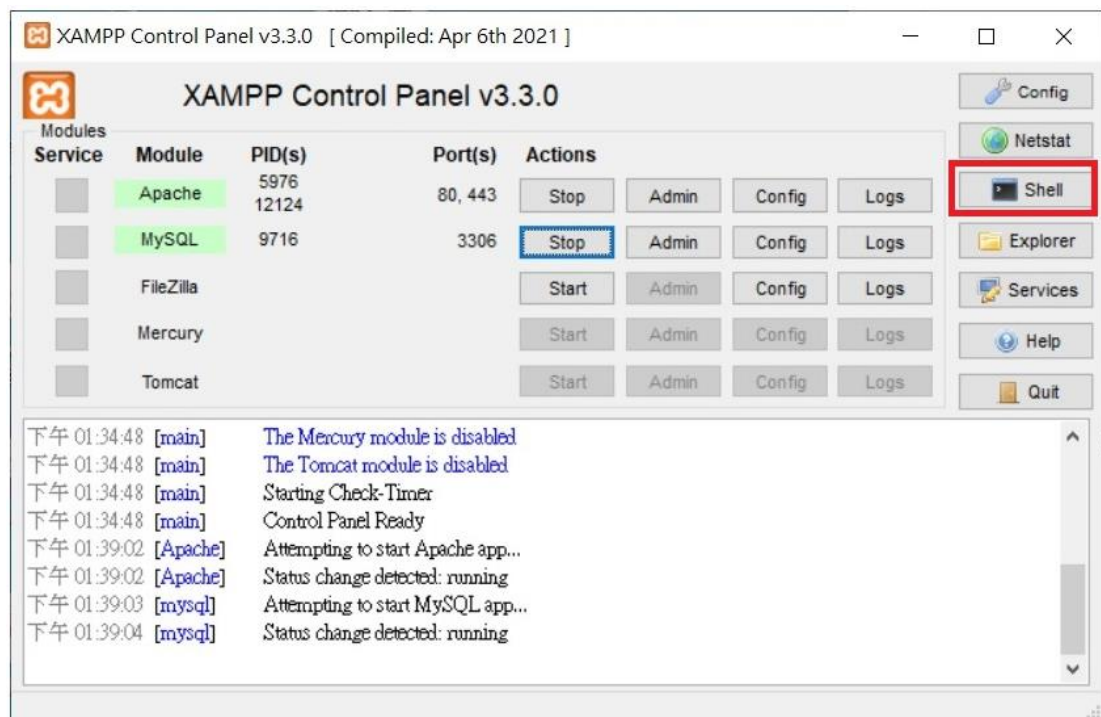 XAMPP Control Panel v3.3.0 [ Compiled: Apr 6th 2021 ]
XAMPP Control Panel v3.3.0
Config
Netstat
Shell
Explorer
Services
Help
Quit
Modules
Service Module PID(s) Port(s) Actions
Apache 5976 12124 80, 443 Stop Admin Config Logs
MySQL 9716 3306 Stop Admin Config Logs
FileZilla Start Admin Config Logs
Mercury Start Admin Config Logs
Tomcat Start Admin Config Logs
下午 01:34:48 [main] The Mercury module is disabled
下午 01:34:48 [main] The Tomcat module is disabled
下午 01:34:48 [main] Starting Check-Timer
下午 01:34:48 [main] Control Panel Ready
下午 01:39:02 [Apache] Attempting to start Apache app...
下午 01:39:02 [Apache] Status change detected: running
下午 01:39:03 [mysql] Attempting to start MySQL app...
下午 01:39:04 [mysql] Status change detected: running